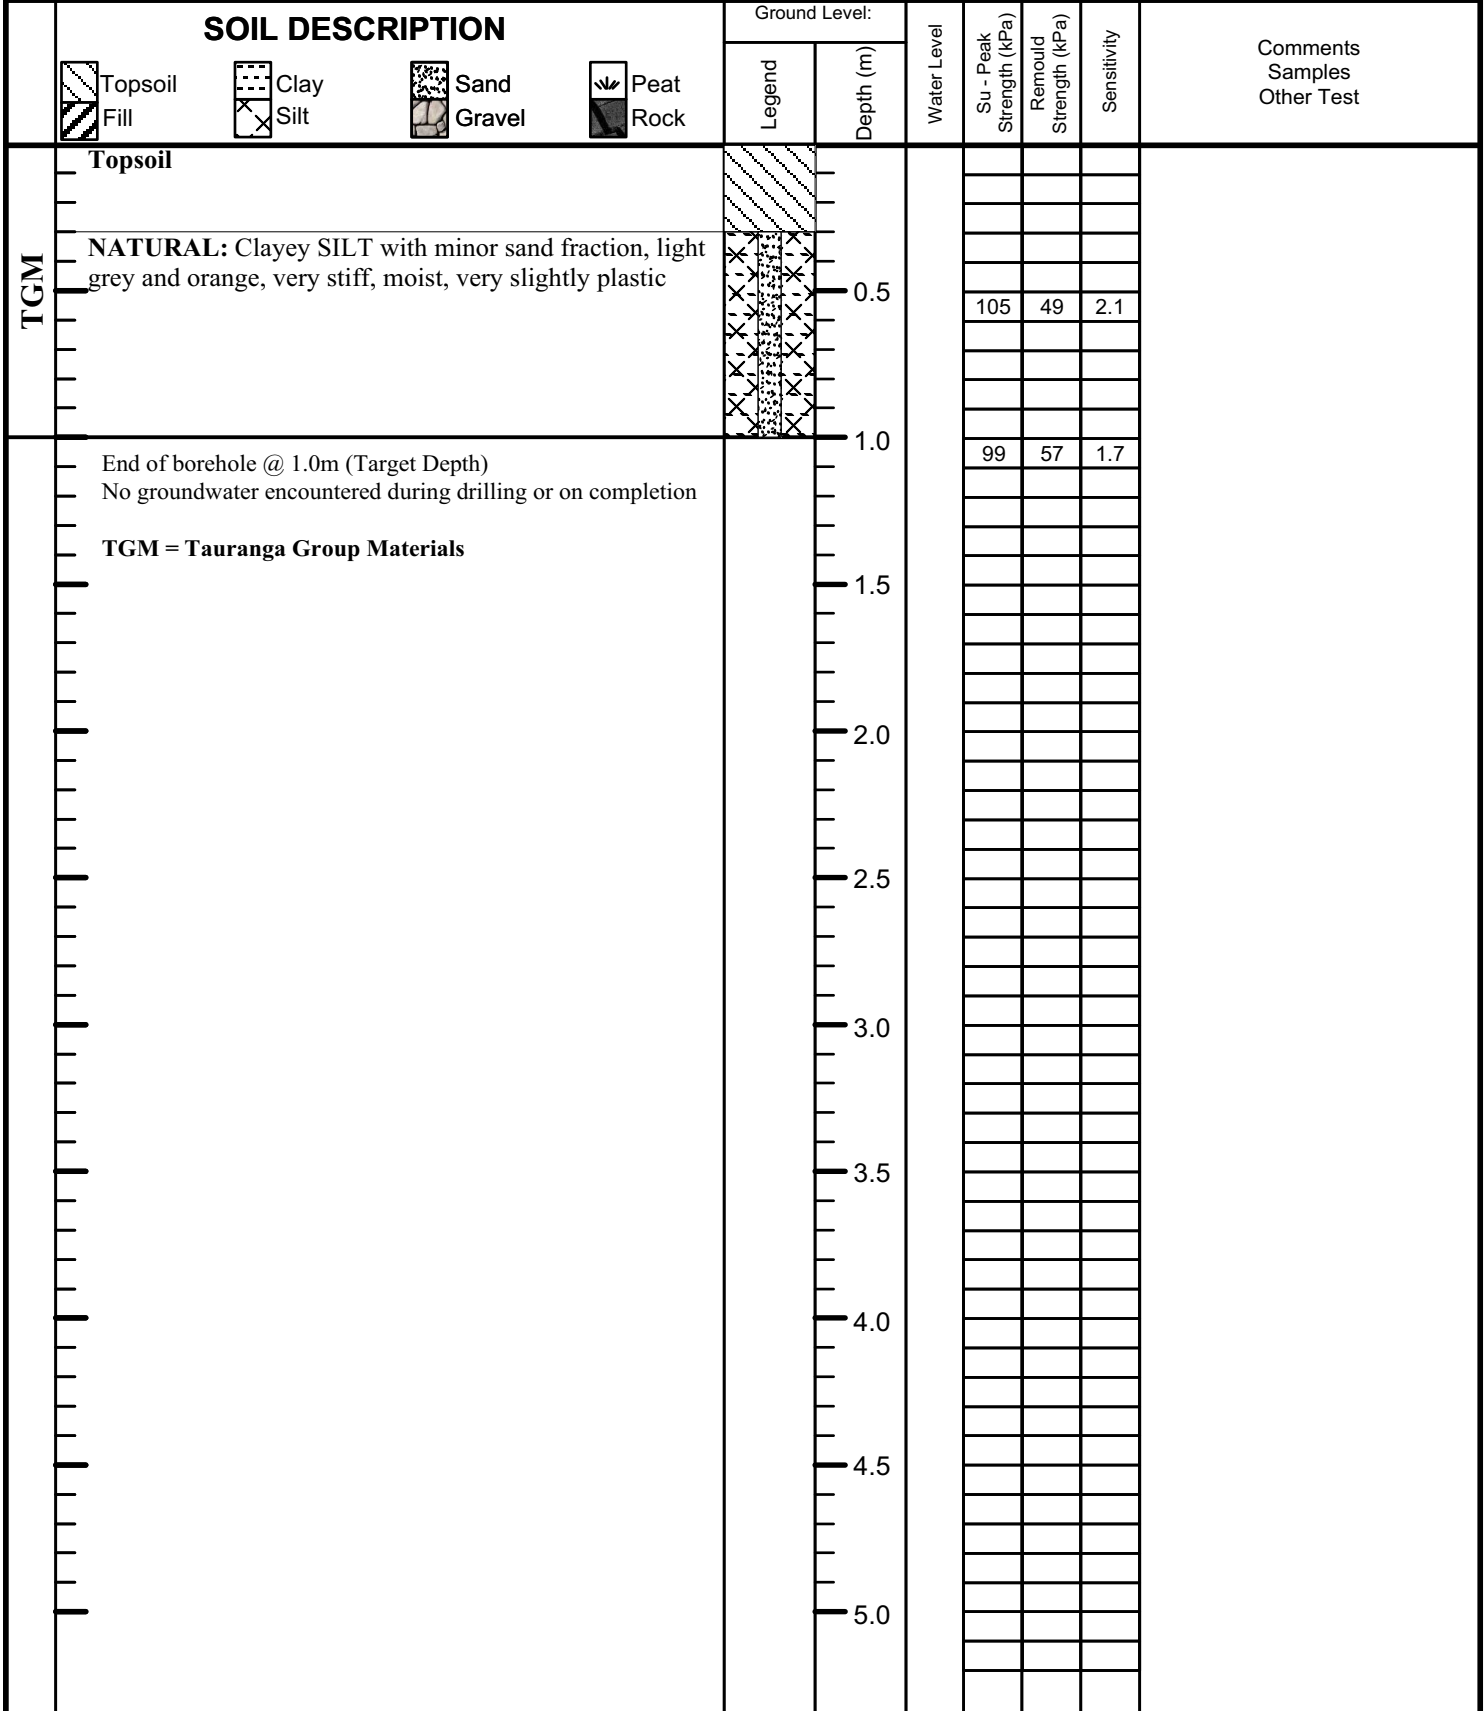 SOIL DESCRIPTION
Topsoil
Clay
Sand
Peat
Fill
Silt
Gravel
Rock
Ground Level:
Legend
Depth (m)
Water Level
Su - Peak
Strength (kPa)
Remould
Strength (kPa)
Sensitivity
Comments
Samples
Other Test
TGM
Topsoil
NATURAL: Clayey SILT with minor sand fraction, light
grey and orange, very stiff, moist, very slightly plastic
0.5
105 49 2.1
1.0
99 57 1.7
End of borehole @ 1.0m (Target Depth)
No groundwater encountered during drilling or on completion
TGM = Tauranga Group Materials
1.5
2.0
2.5
3.0
3.5
4.0
4.5
5.0